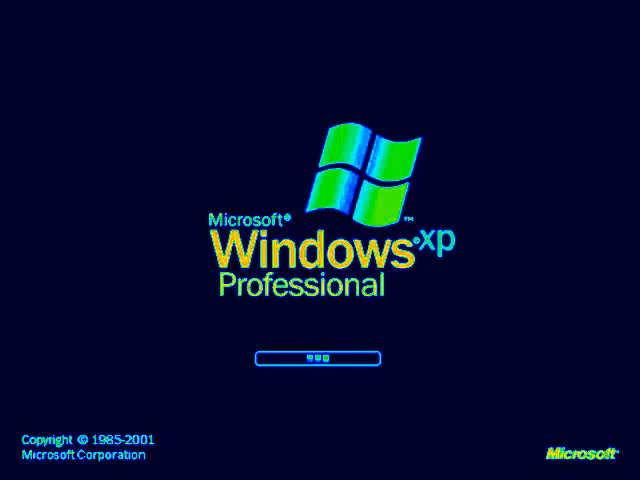 Microsoft®
Windows xp
Professional
Copyright © 1985-2001
Microsoft Corporation
Microsoft